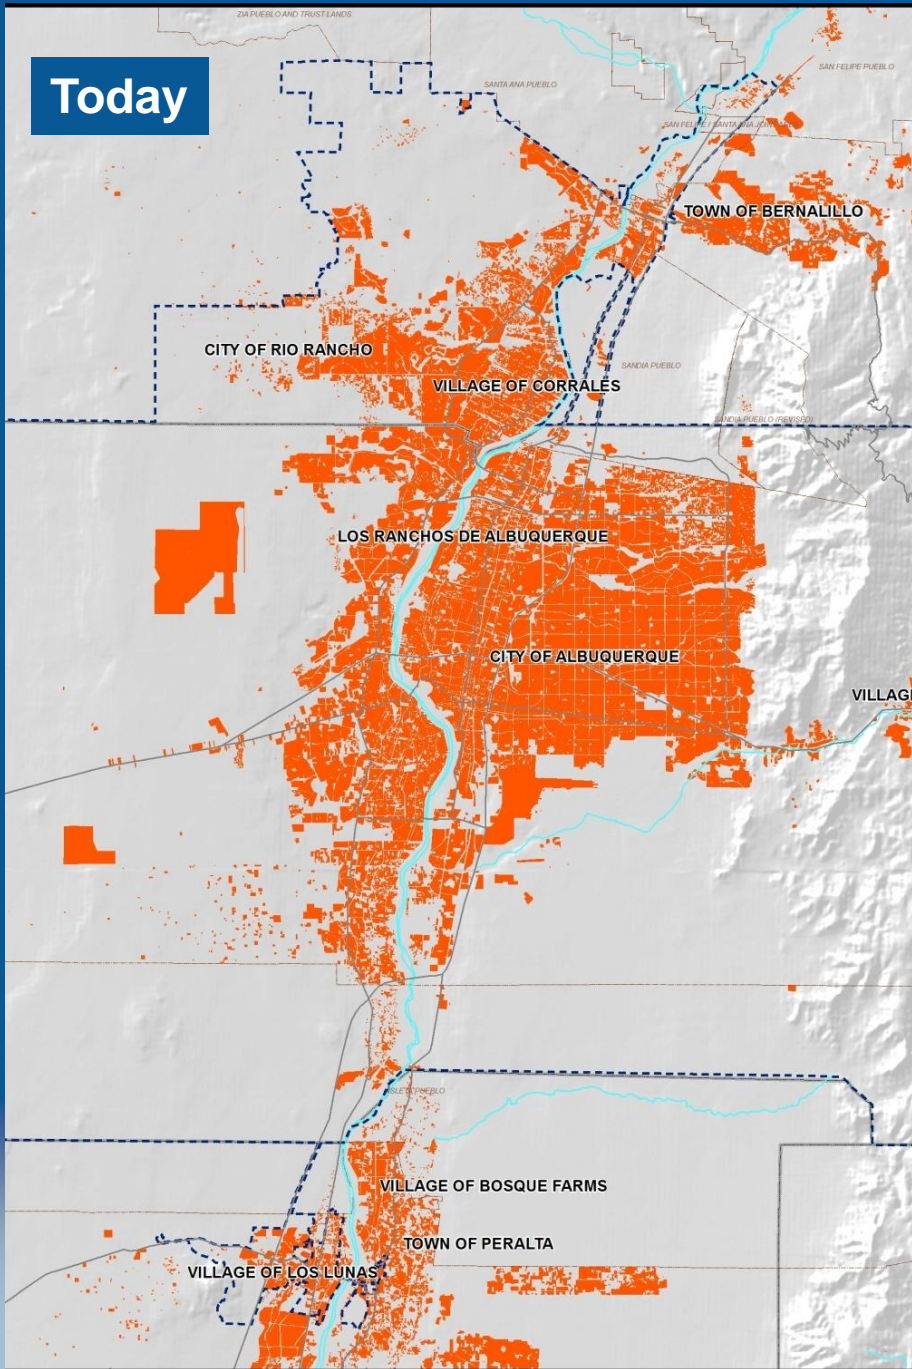 ZIA PUEBLO AND TRUST LANDS
SAN FELIPE PUEBLO
Today
SANTA ANA PUEBLO
TOWN OF BERNALILLO
CITY OF RIO RANCHO
SANDIA PUEBLO
VILLAGE OF CORRALES
SANDIA PUEBLO (REVISED)
LOS RANCHOS DE ALBUQUERQUE
CITY OF ALBUQUERQUE
VILLAGE
PUEBLO
VILLAGE OF BOSQUE FARMS
TOWN OF PERALTA
VILLAGE OF LOS LUNAS